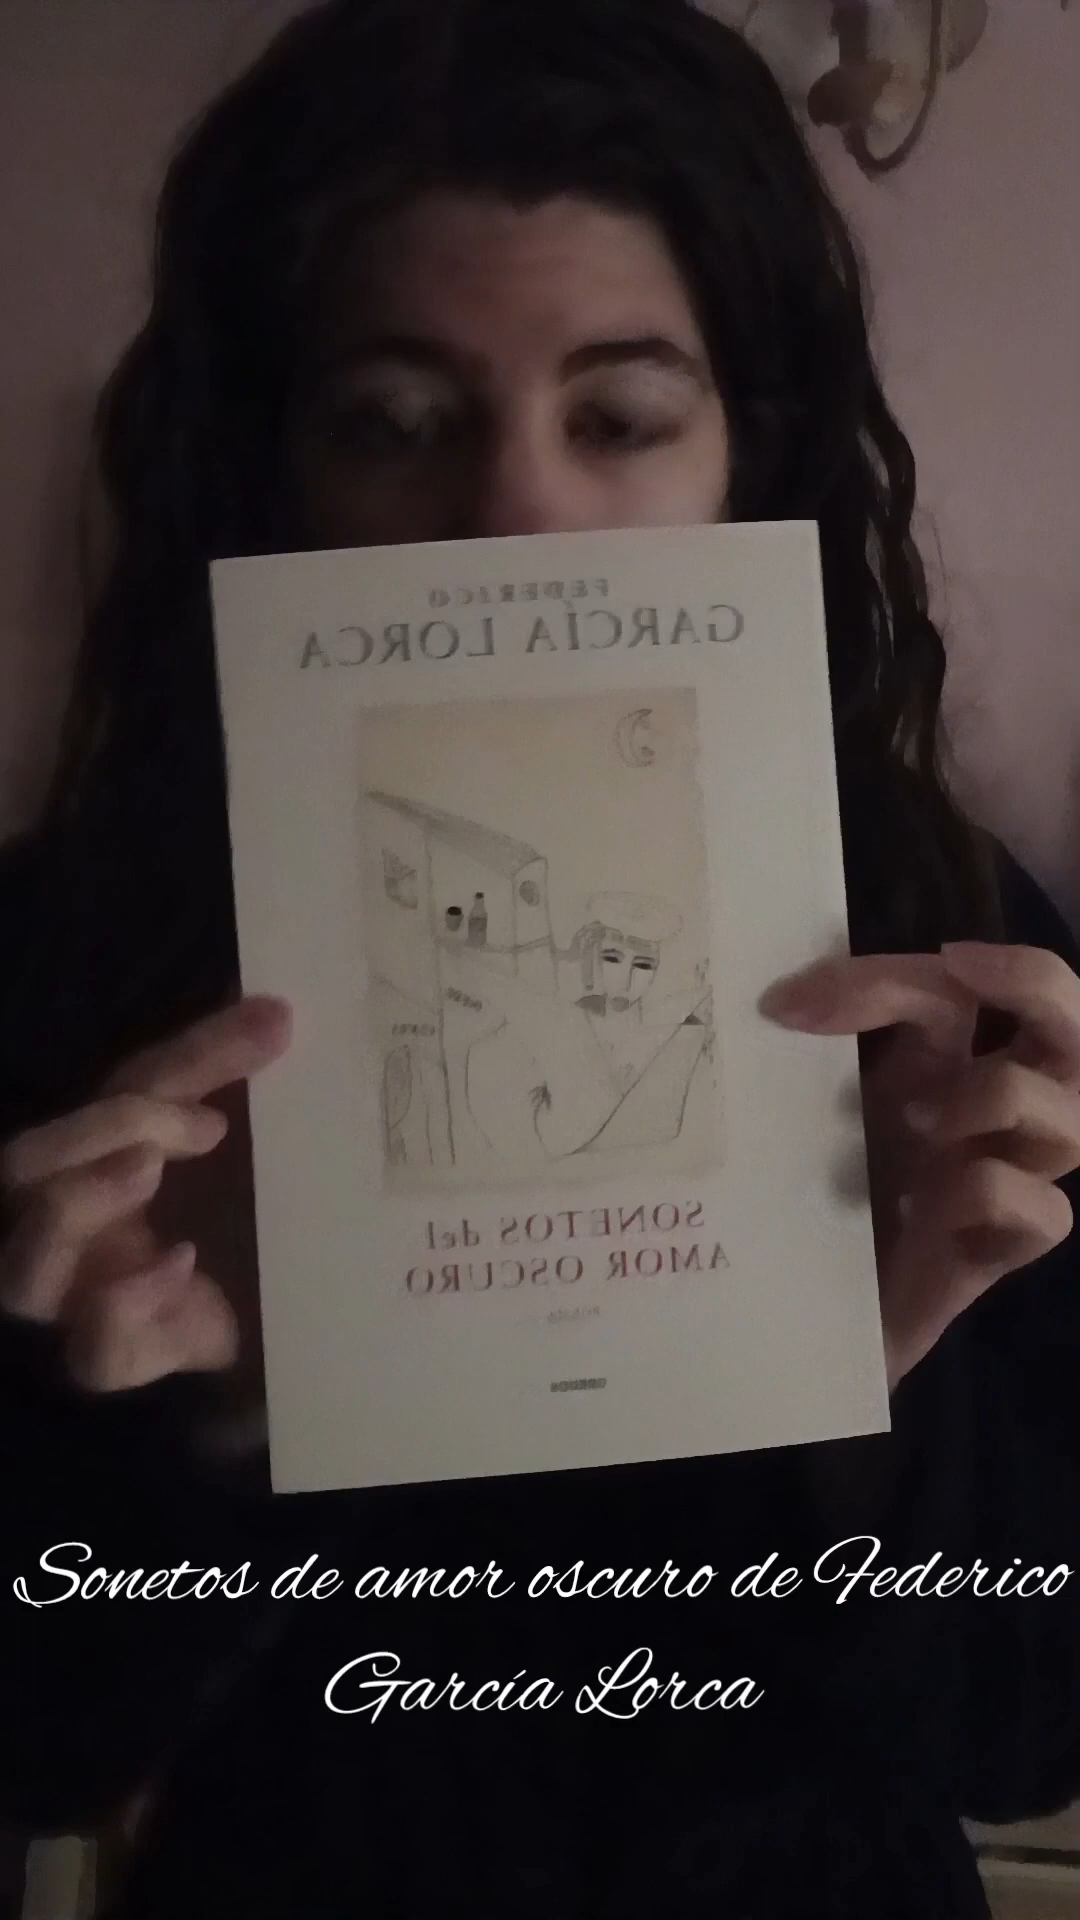 FEDERICO
GARCÍA LORCA
SONETOS del
AMOR OSCURO
Sonetos de amor oscuro de Federico
García Lorca